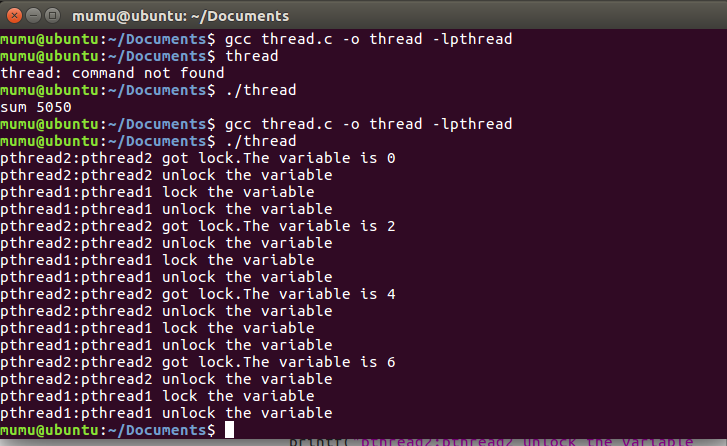 mumu@ubuntu: ~/Documents
mumu@ubuntu:~/Documents$ gcc thread.c -o thread -lpthread
mumu@ubuntu:~/Documents$ thread
thread: command not found
mumu@ubuntu:~/Documents$ ./thread
sum 5050
mumu@ubuntu:~/Documents$ gcc thread.c -o thread -lpthread
mumu@ubuntu:~/Documents$ ./thread
pthread2:pthread2 got lock.The variable is 0
pthread2:pthread2 unlock the variable
pthread1:pthread1 lock the variable
pthread1:pthread1 unlock the variable
pthread2:pthread2 got lock.The variable is 2
pthread2:pthread2 unlock the variable
pthread1:pthread1 lock the variable
pthread1:pthread1 unlock the variable
pthread2:pthread2 got lock.The variable is 4
pthread2:pthread2 unlock the variable
pthread1:pthread1 lock the variable
pthread1:pthread1 unlock the variable
pthread2:pthread2 got lock.The variable is 6
pthread2:pthread2 unlock the variable
pthread1:pthread1 lock the variable
pthread1:pthread1 unlock the variable
mumu@ubuntu:~/Documents$
printf("pthread2:pthread2 unlock the variable